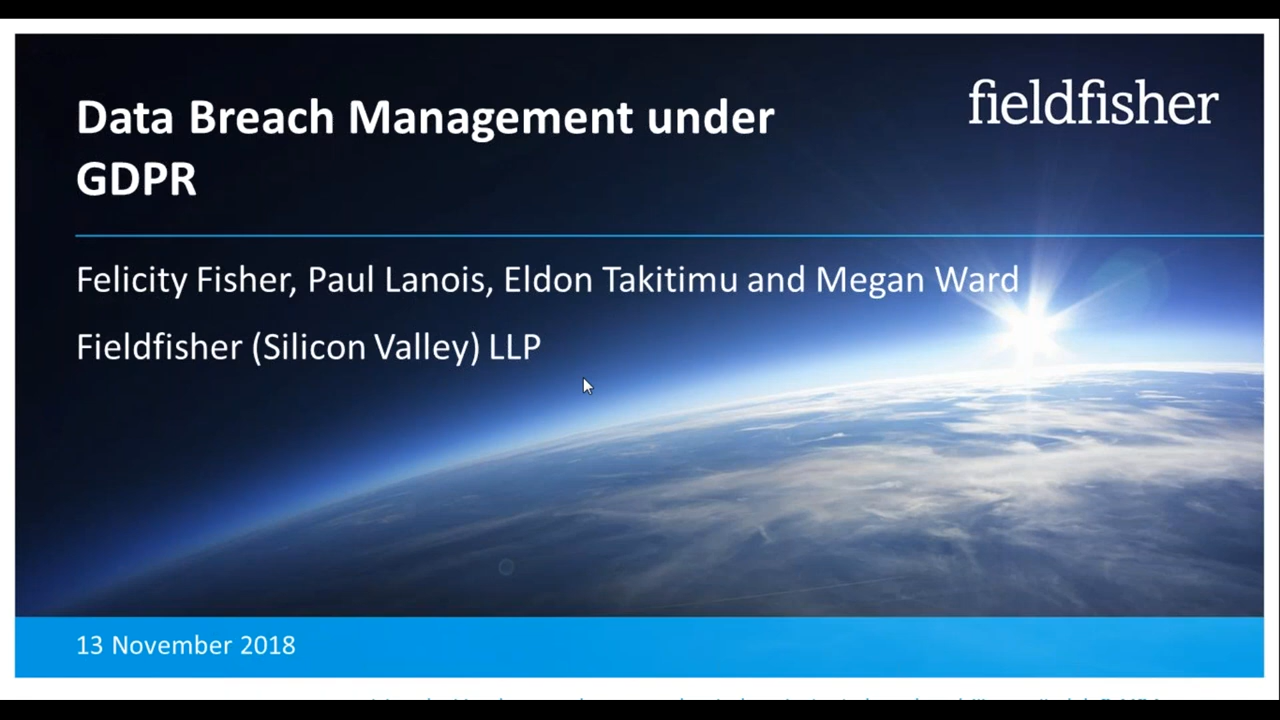 fieldfisher
Data Breach Management under
GDPR
Felicity Fisher, Paul Lanois, Eldon Takitimu and Megan Ward
Fieldfisher (Silicon Valley) LLP
13 November 2018